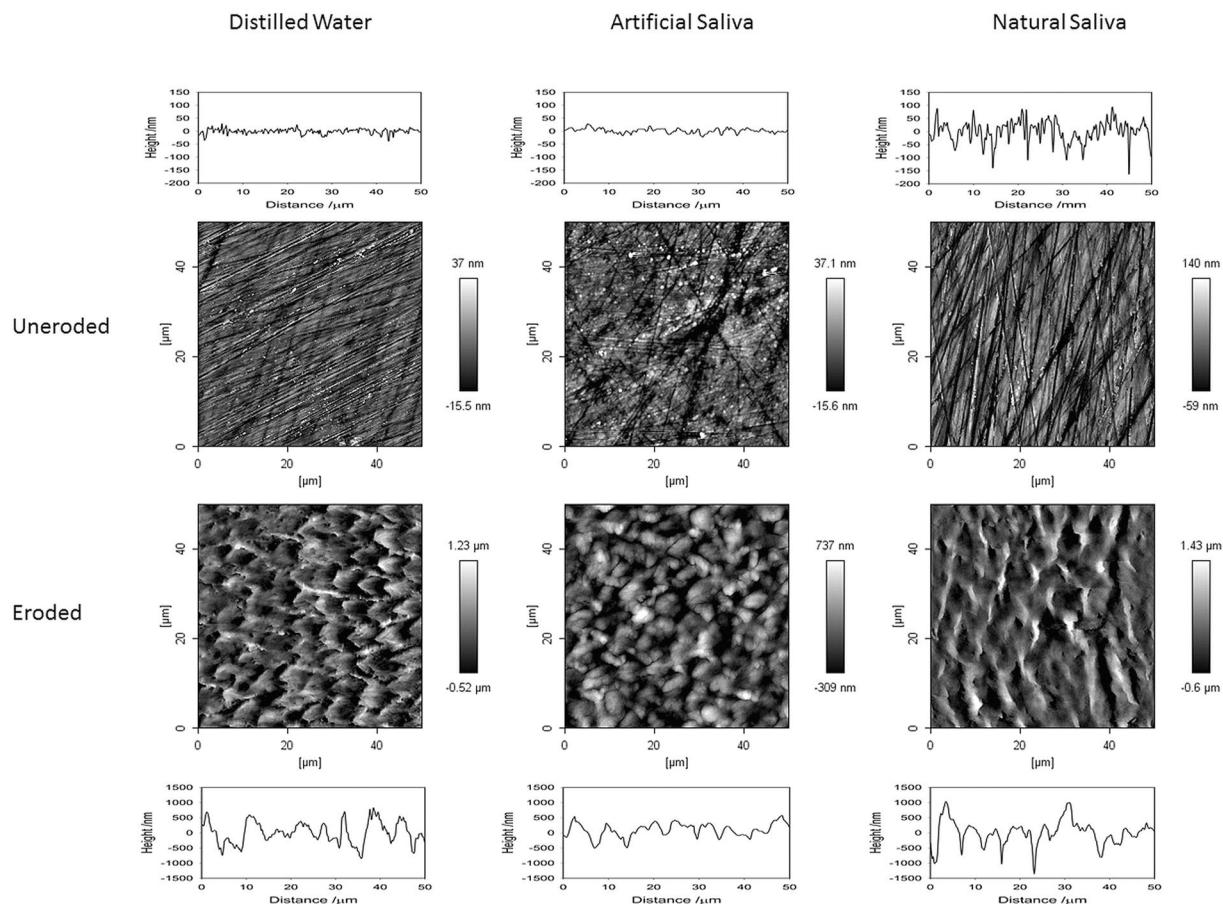 Distilled Water Artificial Saliva Natural Saliva
Height /nm 150 100 50 0 -50 -100 -150 -200
0 10 20 30 40 50
Distance /μm
Height /nm 150 100 50 0 -50 -100 -150 -200
0 10 20 30 40 50
Distance /μm
Height /nm 150 100 50 0 -50 -100 -150 -200
0 10 20 30 40 50
Distance /mm
Uneroded
[µm] 40 20 0
0 20 40
[µm]
37 nm
-15.5 nm
[µm] 40 20 0
0 20 40
[µm]
37.1 nm
-15.6 nm
[µm] 40 20 0
0 20 40
[µm]
140 nm
-59 nm
Eroded
[µm] 40 20 0
0 20 40
[µm]
1.23 µm
-0.52 µm
[µm] 40 20 0
0 20 40
[µm]
737 nm
-309 nm
[µm] 40 20 0
0 20 40
[µm]
1.43 µm
-0.6 µm
Height /nm 1500 1000 500 0 -500 -1000 -1500
0 10 20 30 40 50
Distance /μm
Height /nm 1500 1000 500 0 -500 -1000 -1500
0 10 20 30 40 50
Distance /μm
Height /nm 1500 1000 500 0 -500 -1000 -1500
0 10 20 30 40 50
Distance /μm